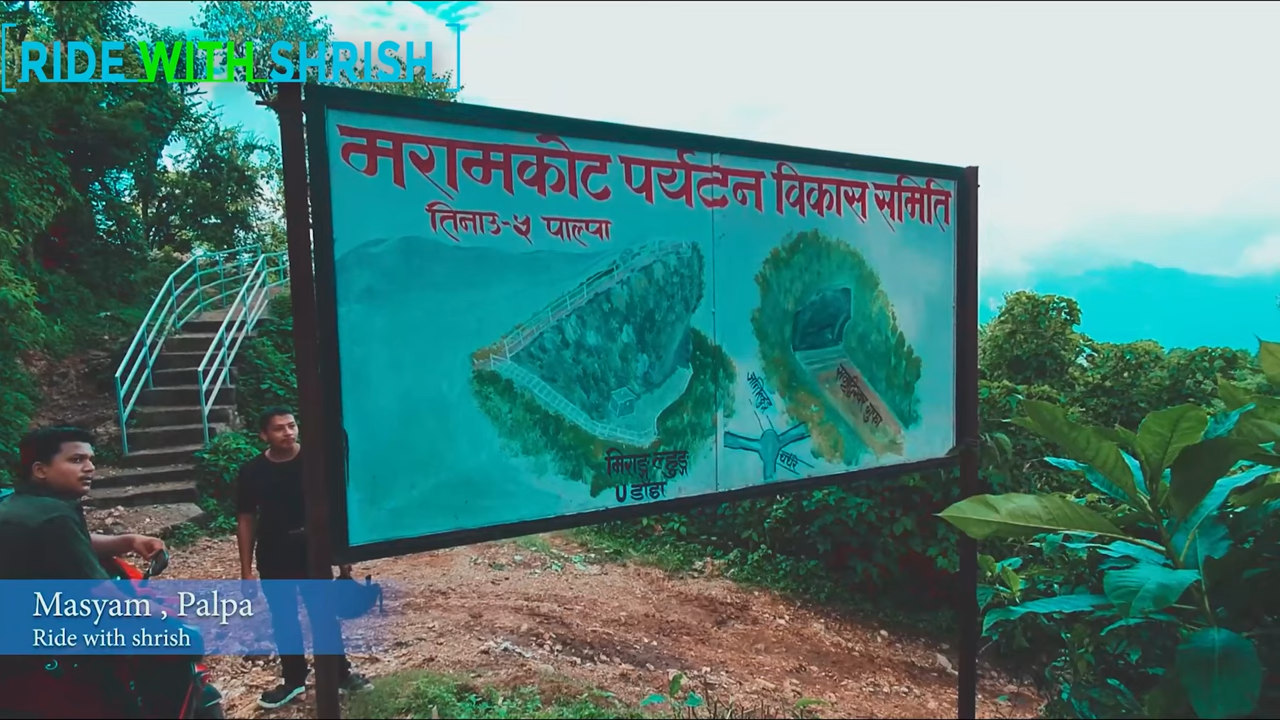 RIDE WITH SHRISH
मरामकोट पर्यटन विकास समिति
तिनाउ-५ पाल्पा
गुफा
मिराङ्
U डाँडा
Masyam , Palpa
Ride with shrish